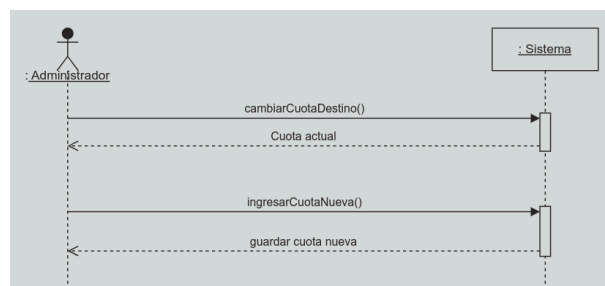 : Sistema
: Administrador
cambiarCuotaDestino()
Cuota actual
ingresarCuotaNueva()
guardar cuota nueva